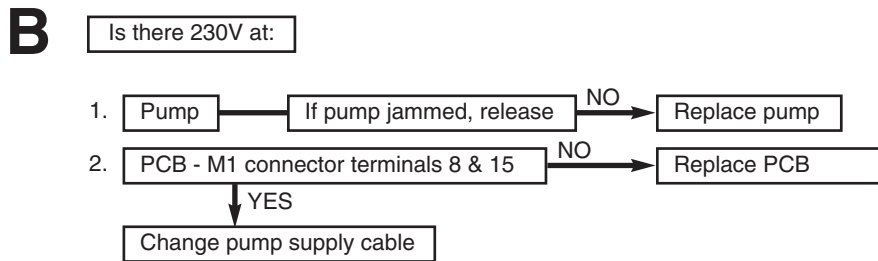 B
Is there 230V at:
1. Pump If pump jammed, release NO Replace pump
2. PCB - M1 connector terminals 8 & 15 NO Replace PCB
YES
Change pump supply cable